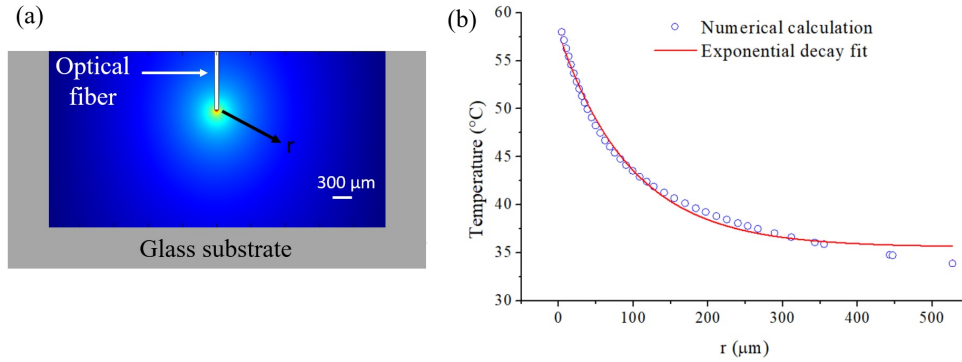 (a)
Optical
fiber
r
300 μm
Glass substrate
(b)
60
55
50
45
40
35
30
Temperature (°C)
Numerical calculation
Exponential decay fit
0
100
200
300
400
500
r (μm)